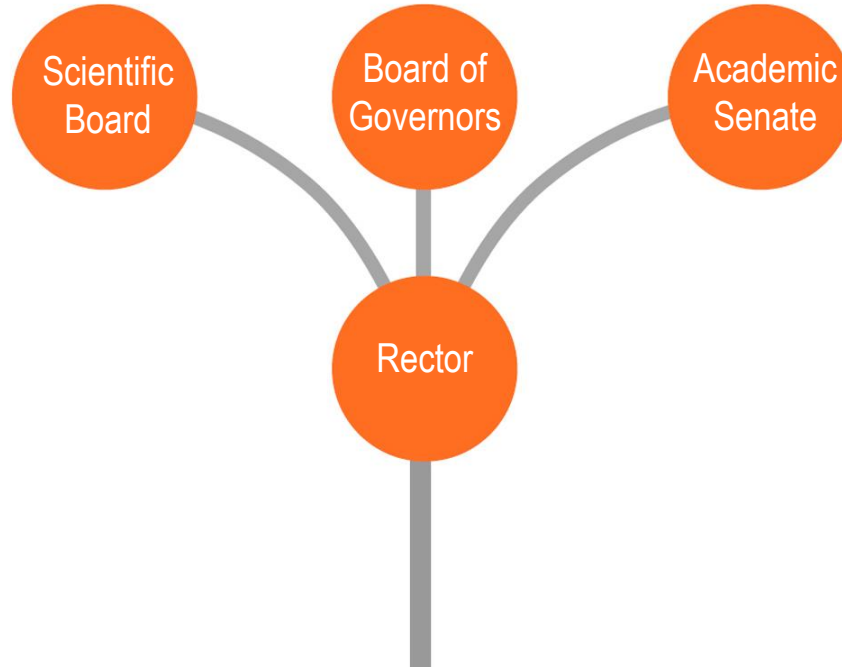 Scientific
Board
Board of
Governors
Academic
Senate
Rector